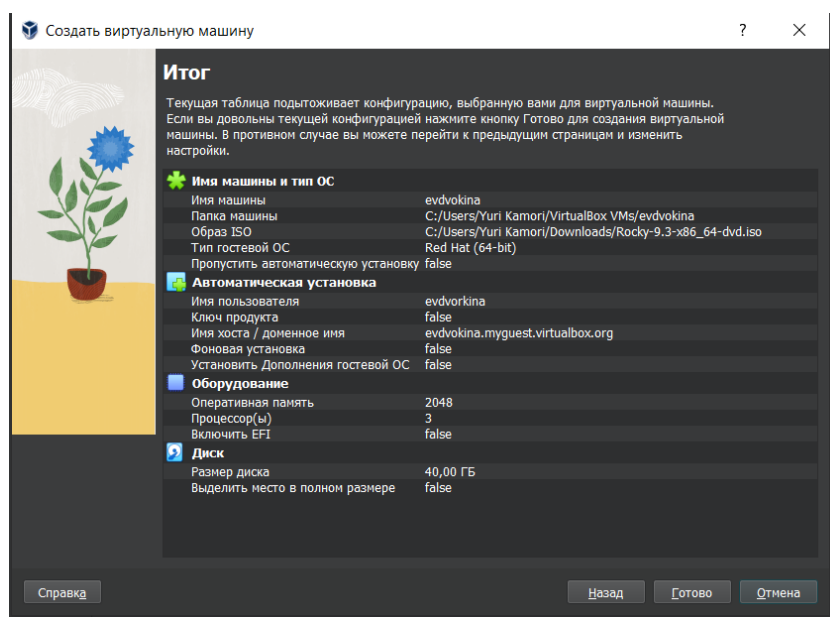 Создать виртуальную машину
?
Итог
Текущая таблица подытоживает конфигурацию, выбранную вами для виртуальной машины.
Если вы довольны текущей конфигурацией нажмите кнопку Готово для создания виртуальной
машины. В противном случае вы можете перейти к предыдущим страницам и изменить
настройки.
Имя машины и тип ОС
Имя машины evdvokina
Папка машины C:/Users/Yuri Kamori/VirtualBox VMs/evdvokina
Образ ISO C:/Users/Yuri Kamori/Downloads/Rocky-9.3-x86_64-dvd.iso
Тип гостевой ОС Red Hat (64-bit)
Пропустить автоматическую установку false
Автоматическая установка
Имя пользователя evdvorkina
Ключ продукта false
Имя хоста / доменное имя evdvokina.myguest.virtualbox.org
Фоновая установка false
Установить Дополнения гостевой ОС false
Оборудование
Оперативная память 2048
Процессор(ы) 3
Включить EFI false
Диск
Размер диска 40,00 ГБ
Выделить место в полном размере false
Справка Назад Готово Отмена